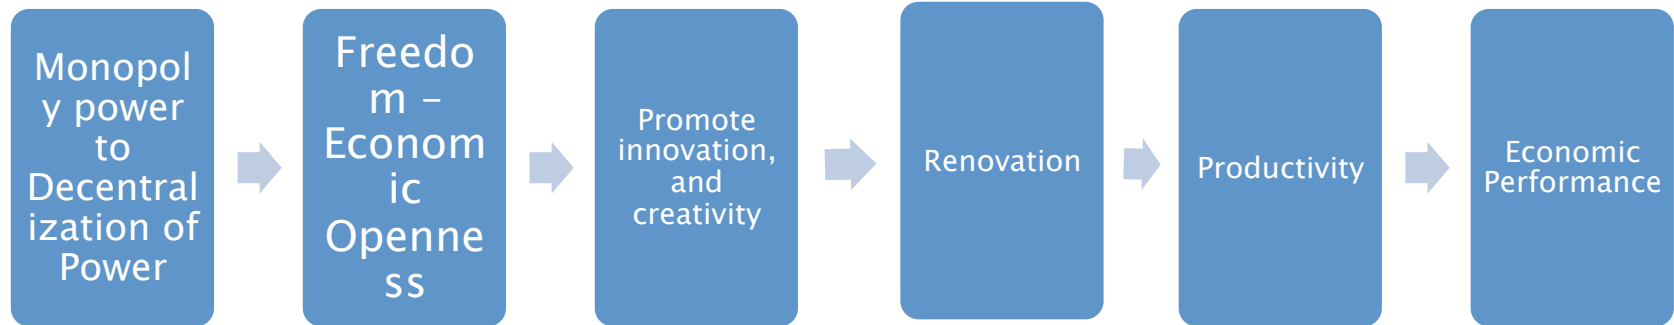 Monopol
y power
to
Decentral
ization of
Power
Freedo
m –
Econom
ic
Openne
ss
Promote
innovation,
and
creativity
Renovation
Productivity
Economic
Performance